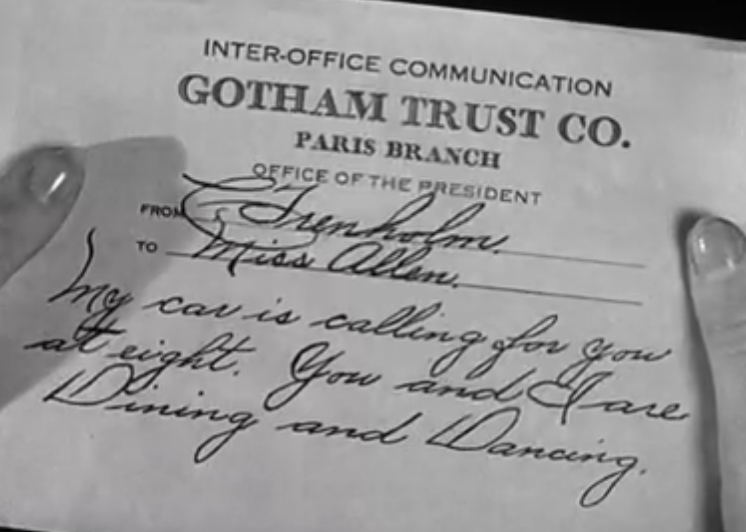 INTER-OFFICE COMMUNICATION
GOTHAM TRUST CO.
PARIS BRANCH
OFFICE OF THE PRESIDENT
FROM C Trenholm.
TO Miss Allen.
My car is calling for you
at eight. You and I are
Dining and Dancing.